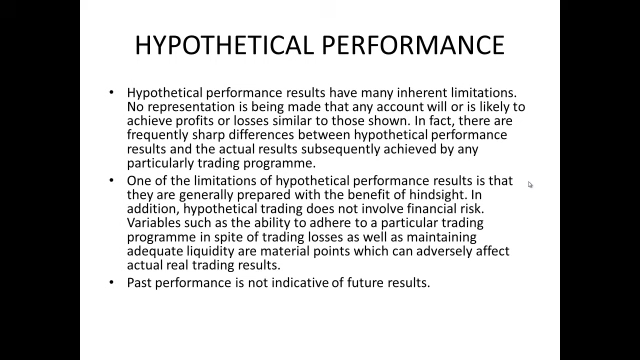 HYPOTHETICAL PERFORMANCE
• Hypothetical performance results have many inherent limitations.
No representation is being made that any account will or is likely to
achieve profits or losses similar to those shown. In fact, there are
frequently sharp differences between hypothetical performance
results and the actual results subsequently achieved by any
particularly trading programme.
• One of the limitations of hypothetical performance results is that
they are generally prepared with the benefit of hindsight. In
addition, hypothetical trading does not involve financial risk.
Variables such as the ability to adhere to a particular trading
programme in spite of trading losses as well as maintaining
adequate liquidity are material points which can adversely affect
actual real trading results.
• Past performance is not indicative of future results.